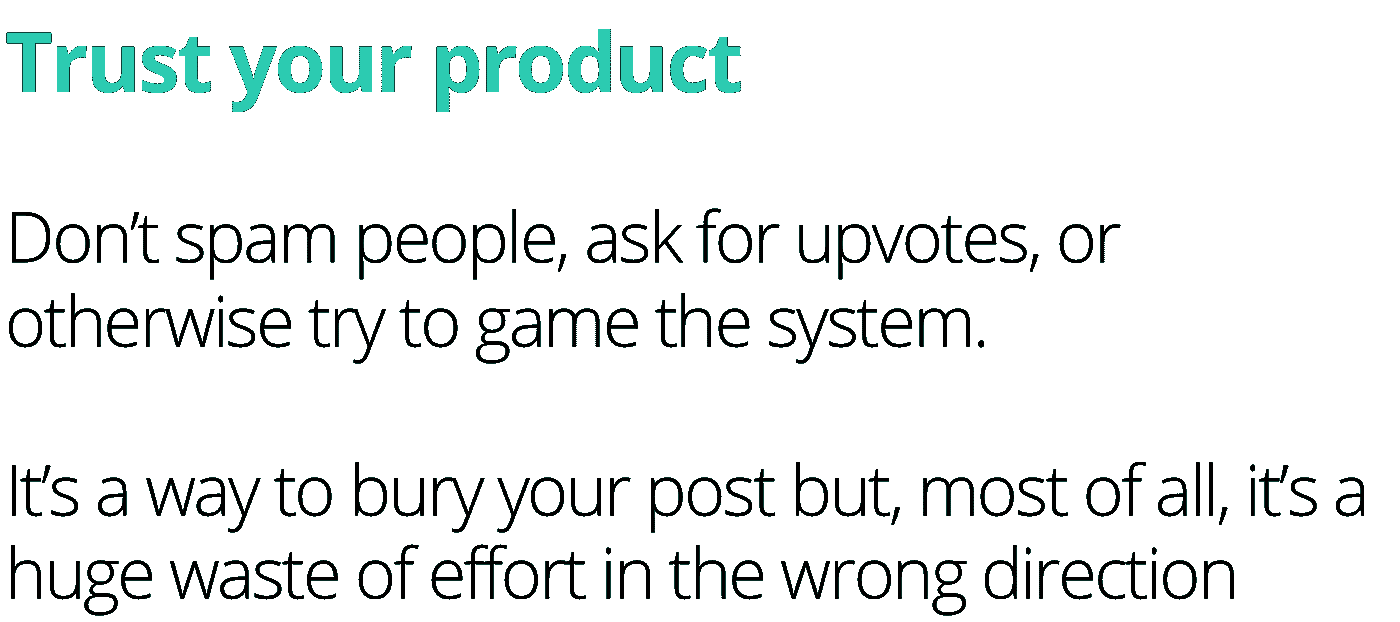 Trust your product
Don’t spam people, ask for upvotes, or
otherwise try to game the system.
It’s a way to bury your post but, most of all, it’s a
huge waste of effort in the wrong direction